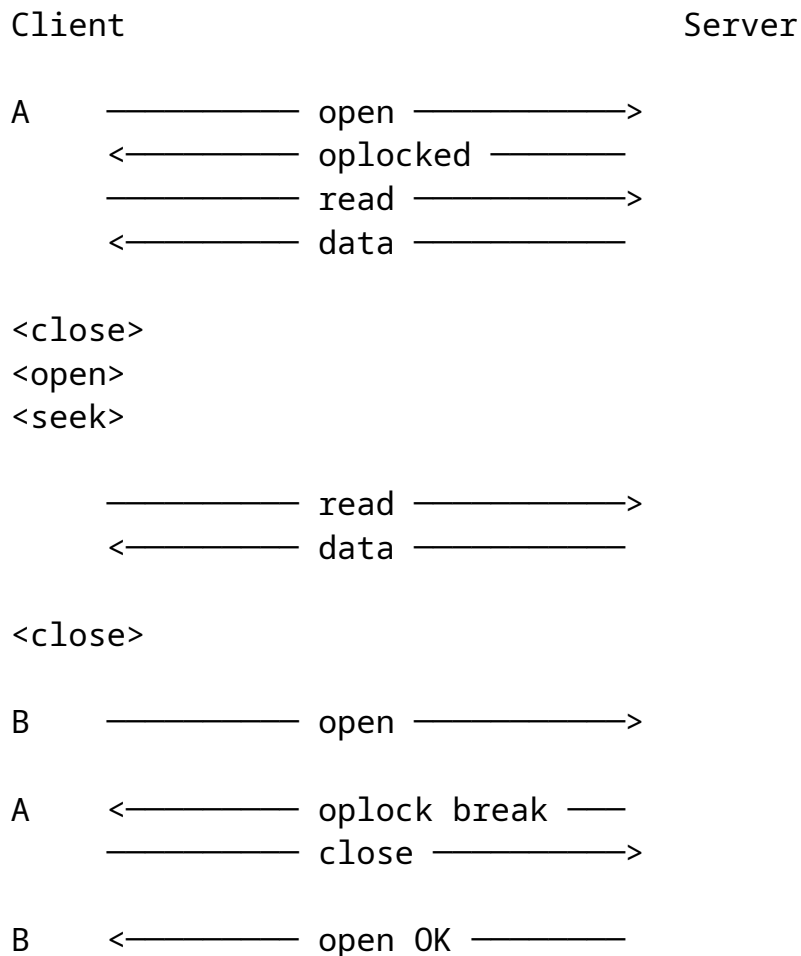 Client Server
A ────────── open ───────────>
<───────── oplocked ───────
────────── read ───────────>
<───────── data ───────────
<close>
<open>
<seek>
────────── read ───────────>
<───────── data ───────────
<close>
B ────────── open ───────────>
A <───────── oplock break ───
────────── close ──────────>
B <───────── open OK ────────